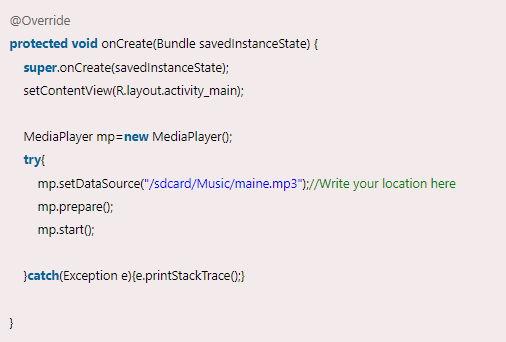 @Override
protected void onCreate(Bundle savedInstanceState) {
super.onCreate(savedInstanceState);
setContentView(R.layout.activity_main);
MediaPlayer mp=new MediaPlayer();
try{
mp.setDataSource("/sdcard/Music/maine.mp3");//Write your location here
mp.prepare();
mp.start();
}catch(Exception e){e.printStackTrace();}
}